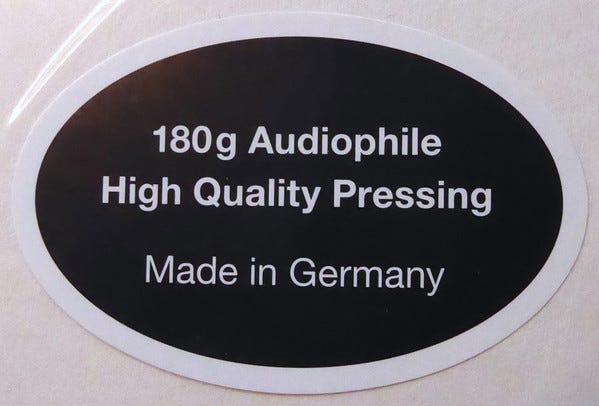 180g Audiophile
High Quality Pressing
Made in Germany